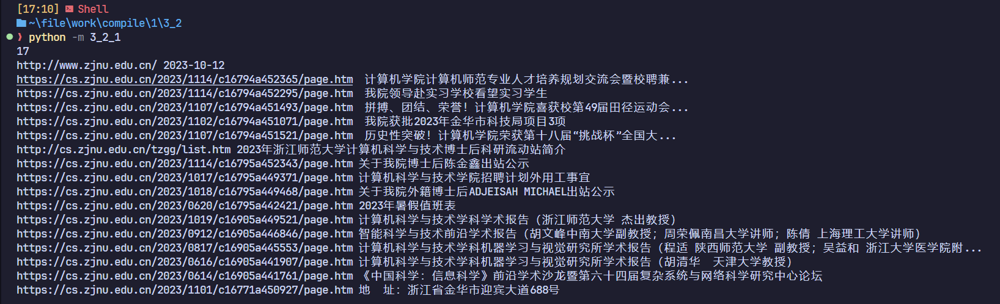 [17:10] Shell
~\file\work\compile\1\3_2
❯ python -m 3_2_1
17
http://www.zjnu.edu.cn/ 2023-10-12
https://cs.zjnu.edu.cn/2023/1114/c16794a452365/page.htm  计算机学院计算机师范专业人才培养规划交流会暨校聘兼...
https://cs.zjnu.edu.cn/2023/1114/c16794a452295/page.htm  我院领导赴实习学校看望实习学生
https://cs.zjnu.edu.cn/2023/1107/c16794a451493/page.htm  拼搏、团结、荣誉！计算机学院喜获校第49届田径运动会...
https://cs.zjnu.edu.cn/2023/1102/c16794a451071/page.htm  我院获批2023年金华市科技局项目3项
https://cs.zjnu.edu.cn/2023/1107/c16794a451521/page.htm  历史性突破！计算机学院荣获第十八届“挑战杯”全国大...
http://cs.zjnu.edu.cn/tzgg/list.htm 2023年浙江师范大学计算机科学与技术博士后科研流动站简介
https://cs.zjnu.edu.cn/2023/1114/c16795a452343/page.htm 关于我院博士后陈金鑫出站公示
https://cs.zjnu.edu.cn/2023/1017/c16795a449371/page.htm 计算机科学与技术学院招聘计划外用工事宜
https://cs.zjnu.edu.cn/2023/1018/c16795a449468/page.htm 关于我院外籍博士后ADJEISAH MICHAEL出站公示
https://cs.zjnu.edu.cn/2023/0620/c16795a442421/page.htm 2023年暑假值班表
https://cs.zjnu.edu.cn/2023/1019/c16905a449521/page.htm 计算机科学与技术学科学术报告（浙江师范大学 杰出教授）
https://cs.zjnu.edu.cn/2023/0912/c16905a446846/page.htm 智能科学与技术前沿学术报告（胡文峰中南大学副教授；周荣佩南昌大学讲师；陈倩 上海理工大学讲师）
https://cs.zjnu.edu.cn/2023/0817/c16905a445553/page.htm 计算机科学与技术学科机器学习与视觉研究所学术报告（程适 陕西师范大学 副教授；吴益和 浙江大学医学院附...
https://cs.zjnu.edu.cn/2023/0616/c16905a441907/page.htm 计算机科学与技术学科机器学习与视觉研究所学术报告（胡清华  天津大学教授）
https://cs.zjnu.edu.cn/2023/0614/c16905a441761/page.htm 《中国科学：信息科学》前沿学术沙龙暨第六十四届复杂系统与网络科学研究中心论坛
https://cs.zjnu.edu.cn/2023/1101/c16771a450927/page.htm 地  址：浙江省金华市迎宾大道688号